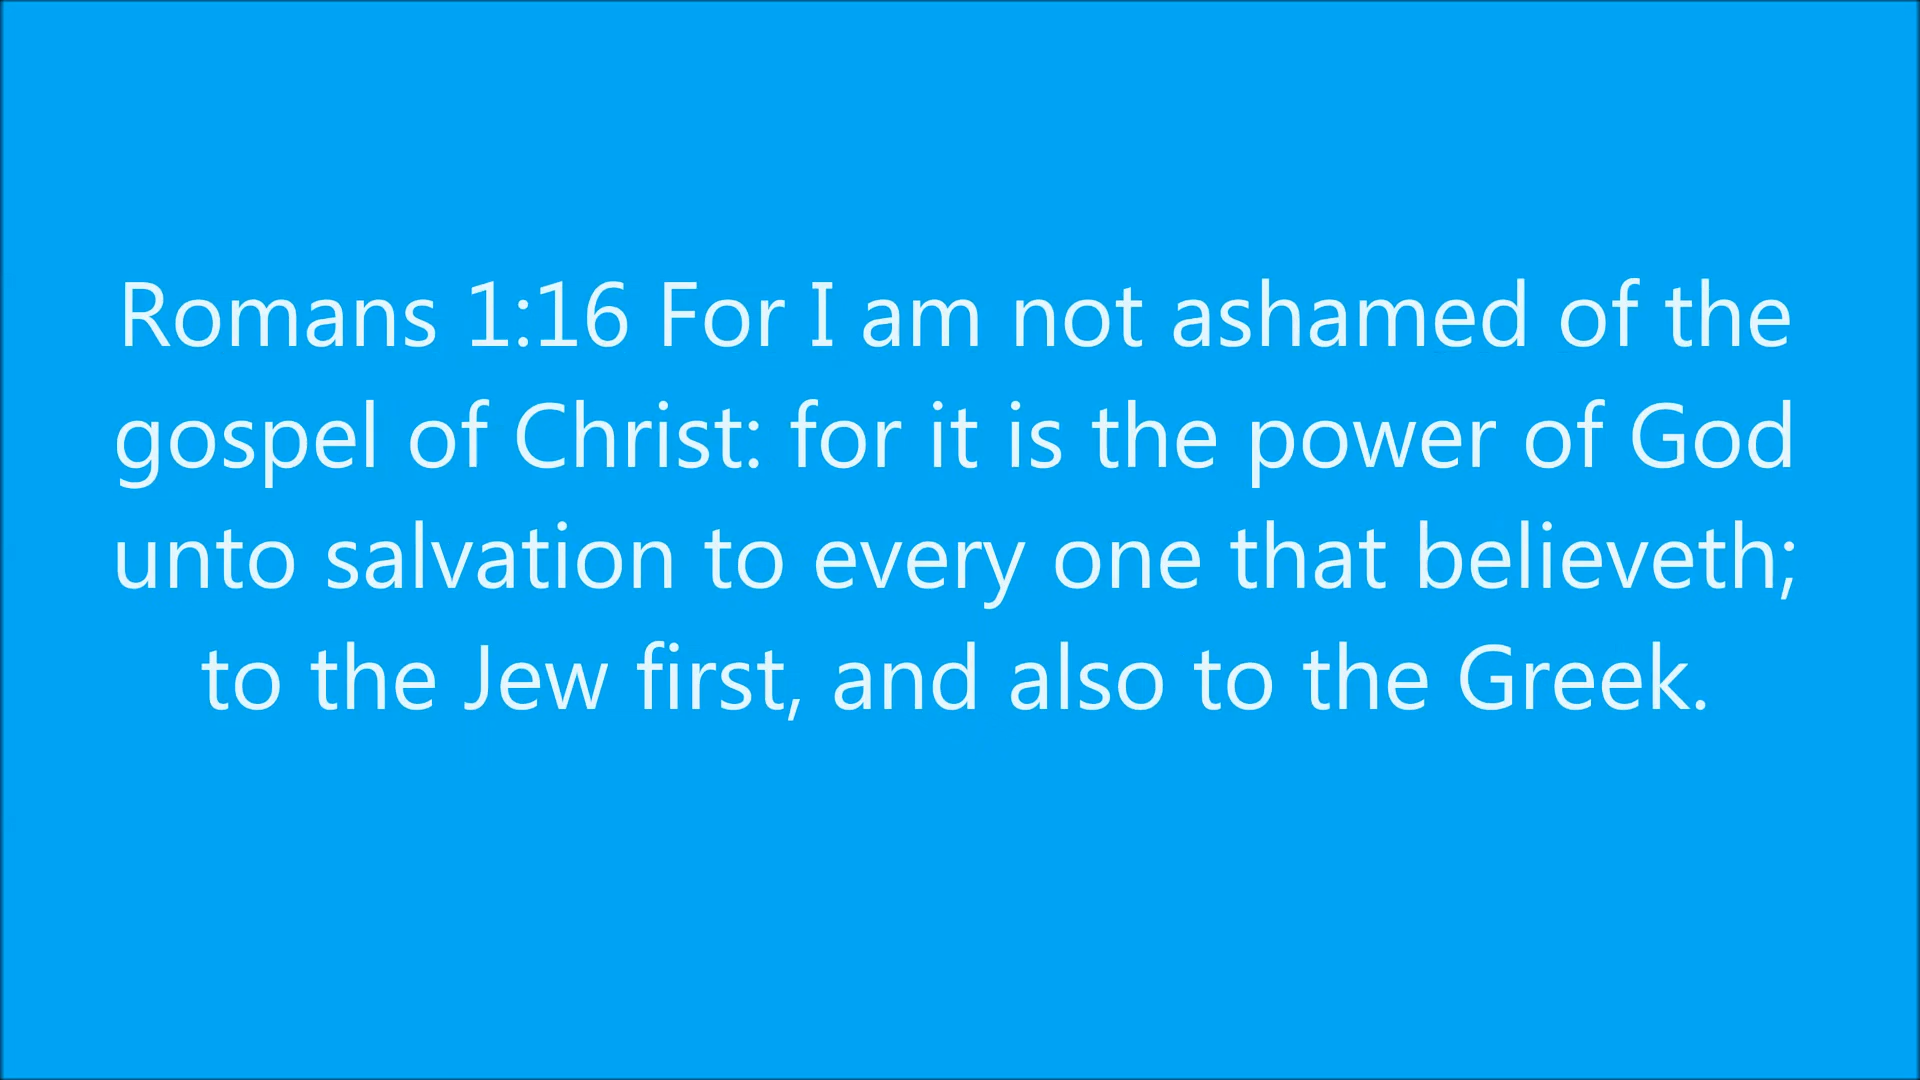 Romans 1:16 For I am not ashamed of the
gospel of Christ: for it is the power of God
unto salvation to every one that believeth;
to the Jew first, and also to the Greek.